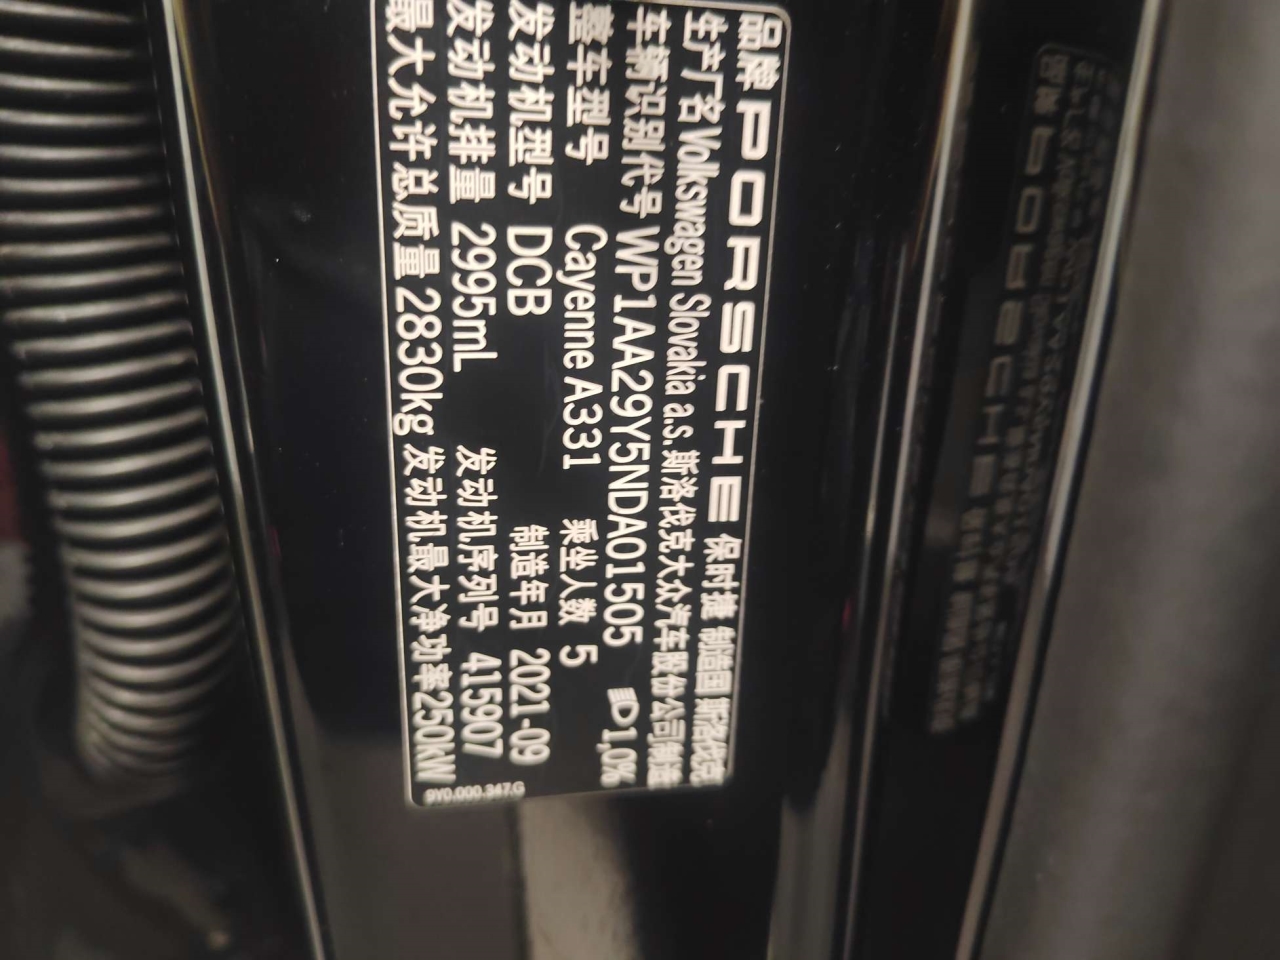 品牌 PORSCHE 保时捷 制造国 斯洛伐克
生产厂名 Volkswagen Slovakia a.s. 斯洛伐克大众汽车股份公司制造
车辆识别代号 WP1AA29Y5NDA01505 1,0%
整车型号 Cayenne A331 乘坐人数 5
发动机型号 DCB 制造年月 2021-09
发动机排量 2995mL 发动机序列号 415907
最大允许总质量 2830kg 发动机最大净功率250kW
9Y0.000.347.G